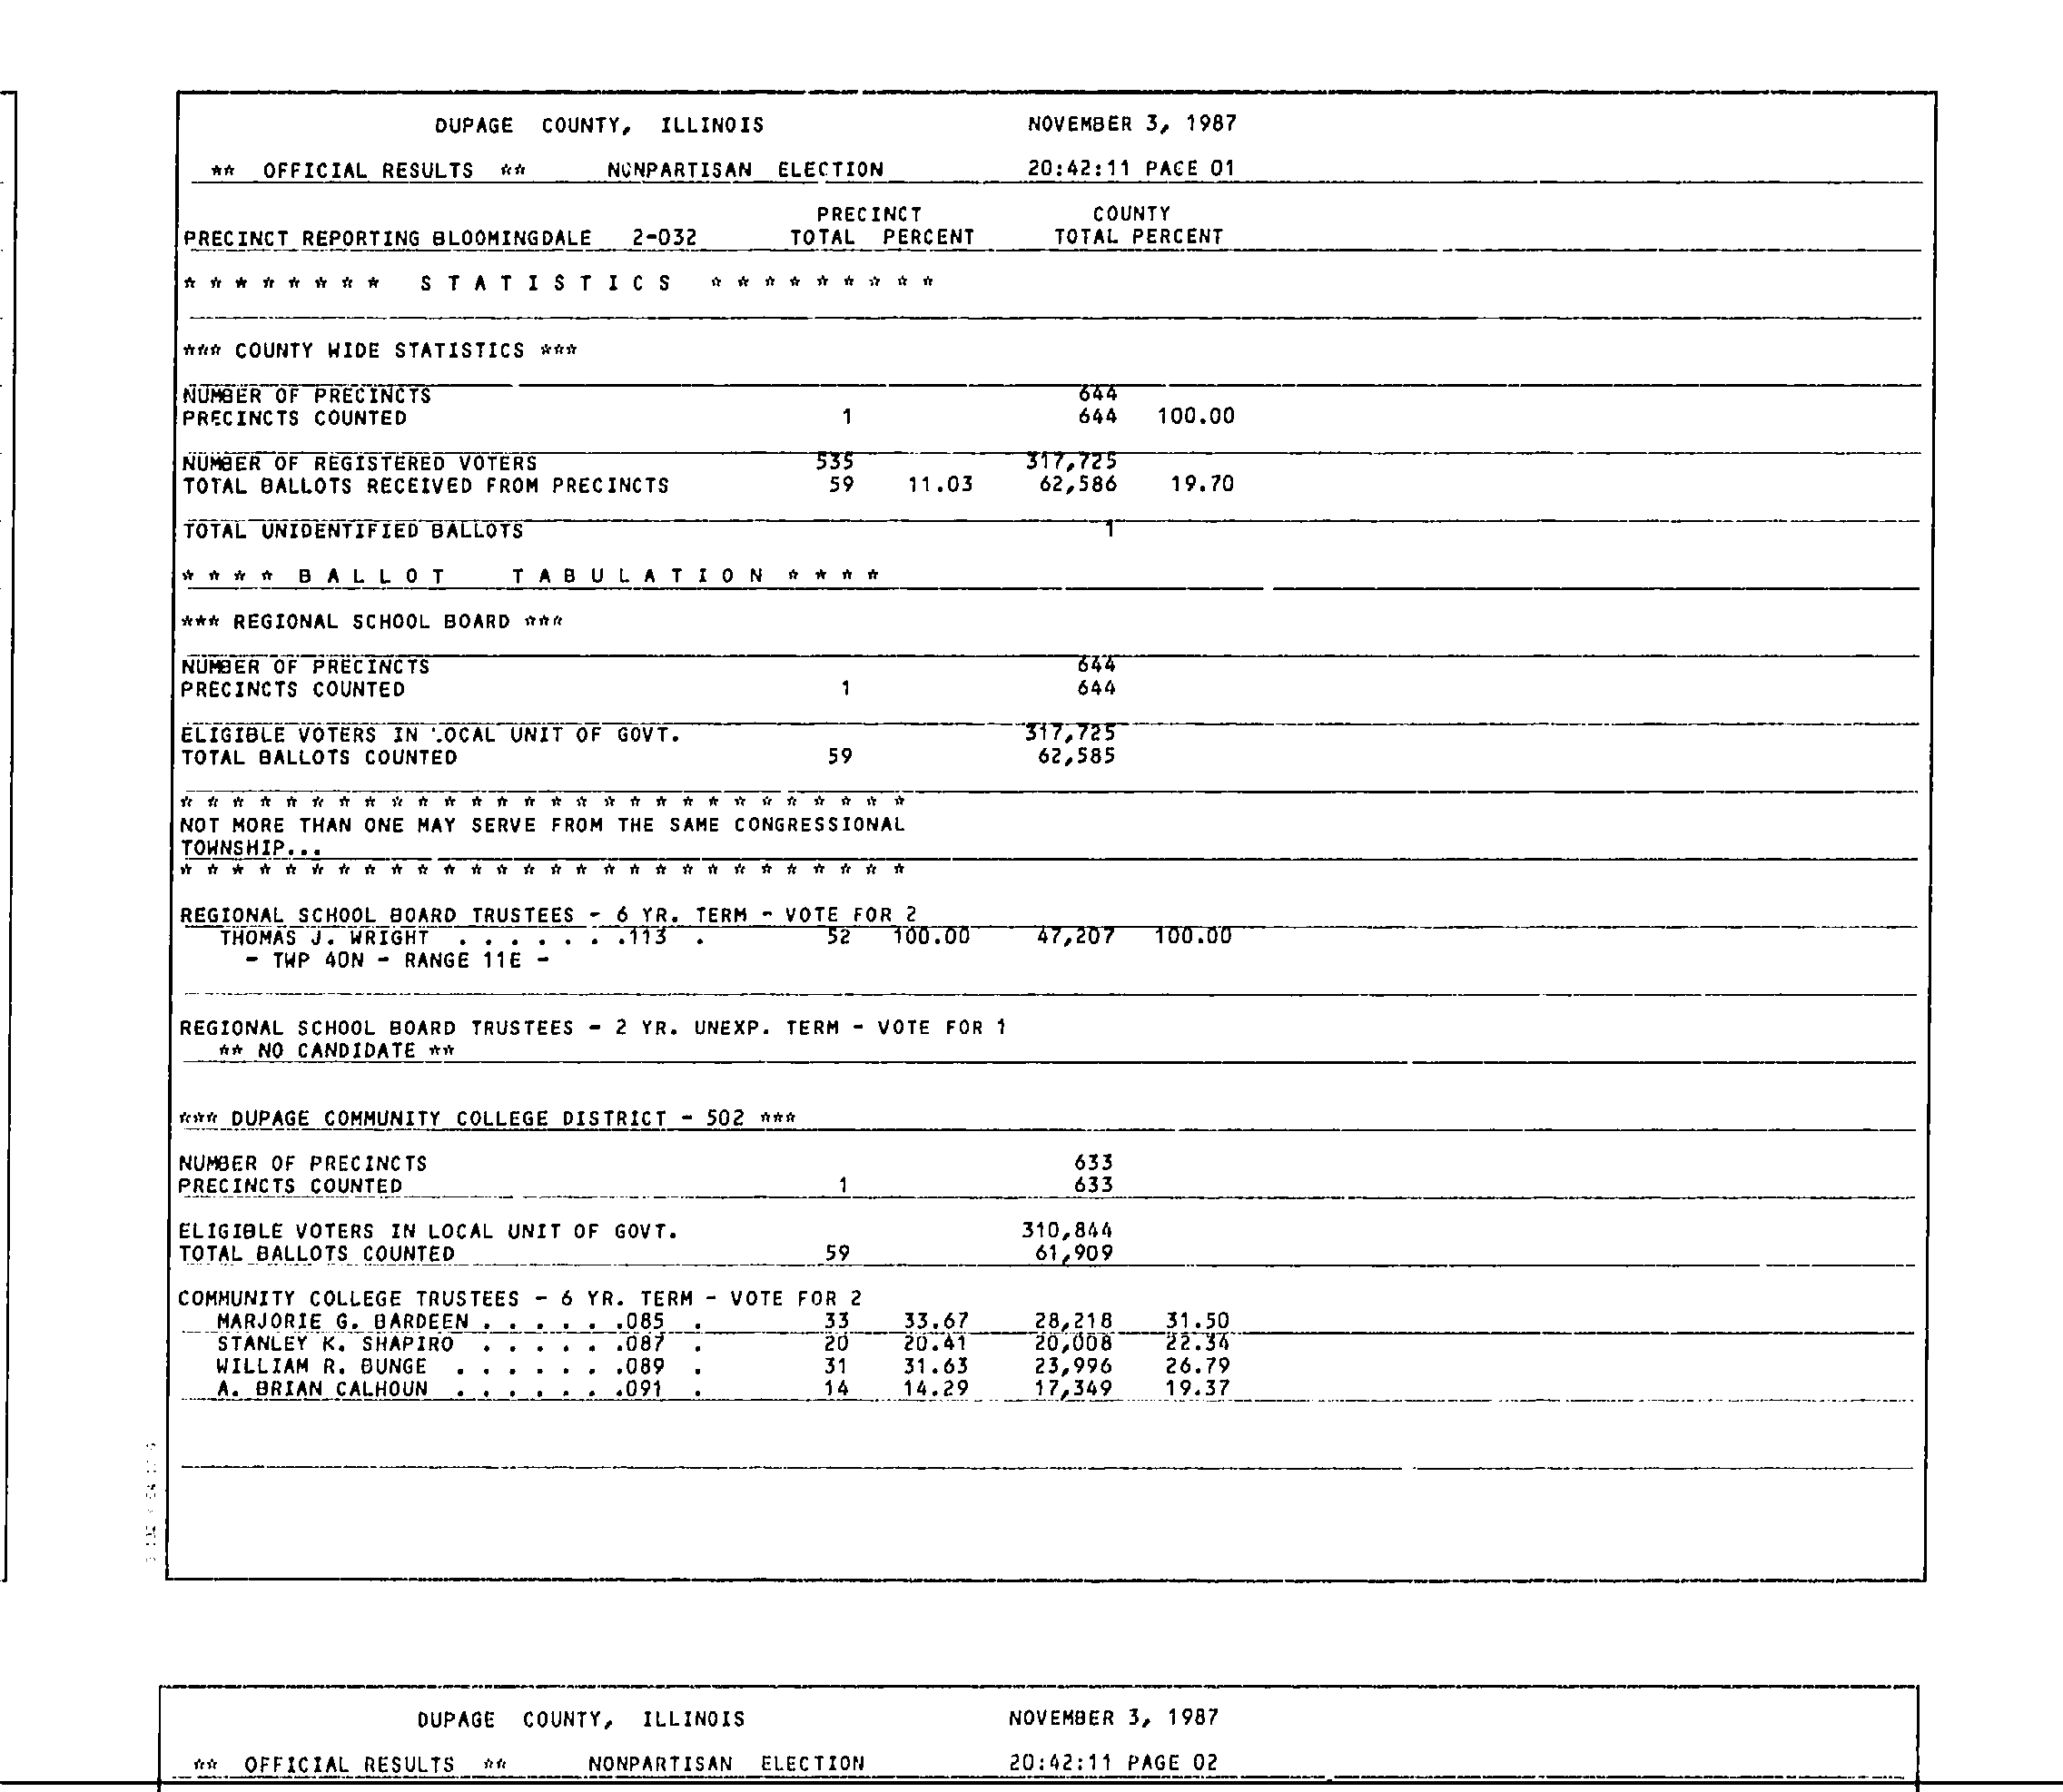 DUPAGE COUNTY, ILLINOIS NOVEMBER 3, 1987
** OFFICIAL RESULTS ** NONPARTISAN ELECTION 20:42:11 PAGE 01
PRECINCT COUNTY
PRECINCT REPORTING BLOOMINGDALE 2-032 TOTAL PERCENT TOTAL PERCENT
* * * * * * * * S T A T I S T I C S * * * * * * * * *
*** COUNTY WIDE STATISTICS ***
NUMBER OF PRECINCTS 644
PRECINCTS COUNTED 1 644 100.00
NUMBER OF REGISTERED VOTERS 535 317,725
TOTAL BALLOTS RECEIVED FROM PRECINCTS 59 11.03 62,586 19.70
TOTAL UNIDENTIFIED BALLOTS 1
* * * * B A L L O T T A B U L A T I O N * * * *
*** REGIONAL SCHOOL BOARD ***
NUMBER OF PRECINCTS 644
PRECINCTS COUNTED 1 644
ELIGIBLE VOTERS IN LOCAL UNIT OF GOVT. 317,725
TOTAL BALLOTS COUNTED 59 62,585
* * * * * * * * * * * * * * * * * * * * * * * * * * * *
NOT MORE THAN ONE MAY SERVE FROM THE SAME CONGRESSIONAL
TOWNSHIP...
* * * * * * * * * * * * * * * * * * * * * * * * * * * *
REGIONAL SCHOOL BOARD TRUSTEES - 6 YR. TERM - VOTE FOR 2
THOMAS J. WRIGHT . . . . . . .113 . 52 100.00 47,207 100.00
- TWP 40N - RANGE 11E -
REGIONAL SCHOOL BOARD TRUSTEES - 2 YR. UNEXP. TERM - VOTE FOR 1
** NO CANDIDATE **
*** DUPAGE COMMUNITY COLLEGE DISTRICT - 502 ***
NUMBER OF PRECINCTS 633
PRECINCTS COUNTED 1 633
ELIGIBLE VOTERS IN LOCAL UNIT OF GOVT. 310,844
TOTAL BALLOTS COUNTED 59 61,909
COMMUNITY COLLEGE TRUSTEES - 6 YR. TERM - VOTE FOR 2
MARJORIE G. BARDEEN . . . . . .085 . 33 33.67 28,218 31.50
STANLEY K. SHAPIRO . . . . . .087 . 20 20.41 20,008 22.34
WILLIAM R. BUNGE . . . . . . .089 . 31 31.63 23,996 26.79
A. BRIAN CALHOUN . . . . . . .091 . 14 14.29 17,349 19.37
DUPAGE COUNTY, ILLINOIS NOVEMBER 3, 1987
** OFFICIAL RESULTS ** NONPARTISAN ELECTION 20:42:11 PAGE 02